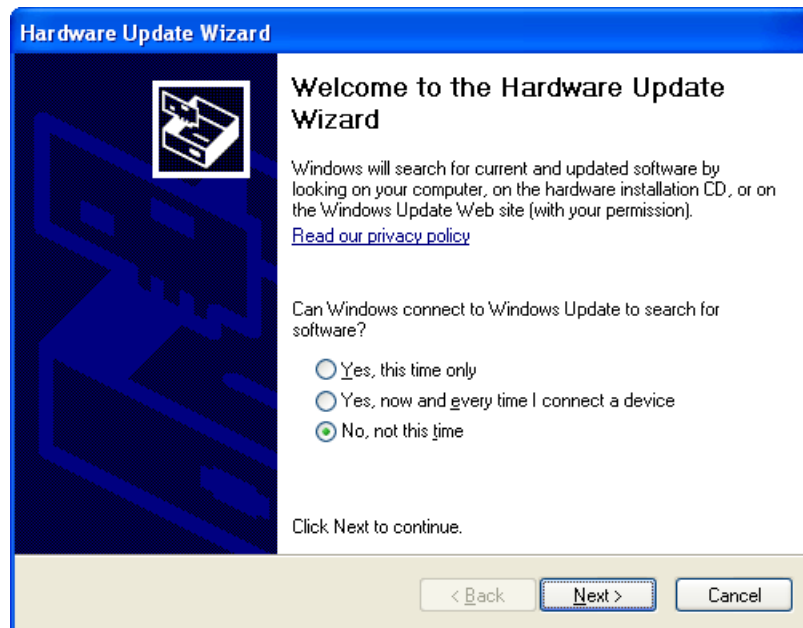 Hardware Update Wizard
Welcome to the Hardware Update
Wizard
Windows will search for current and updated software by
looking on your computer, on the hardware installation CD, or on
the Windows Update Web site (with your permission).
Read our privacy policy
Can Windows connect to Windows Update to search for
software?
Yes, this time only
Yes, now and every time I connect a device
No, not this time
Click Next to continue.
< Back Next > Cancel